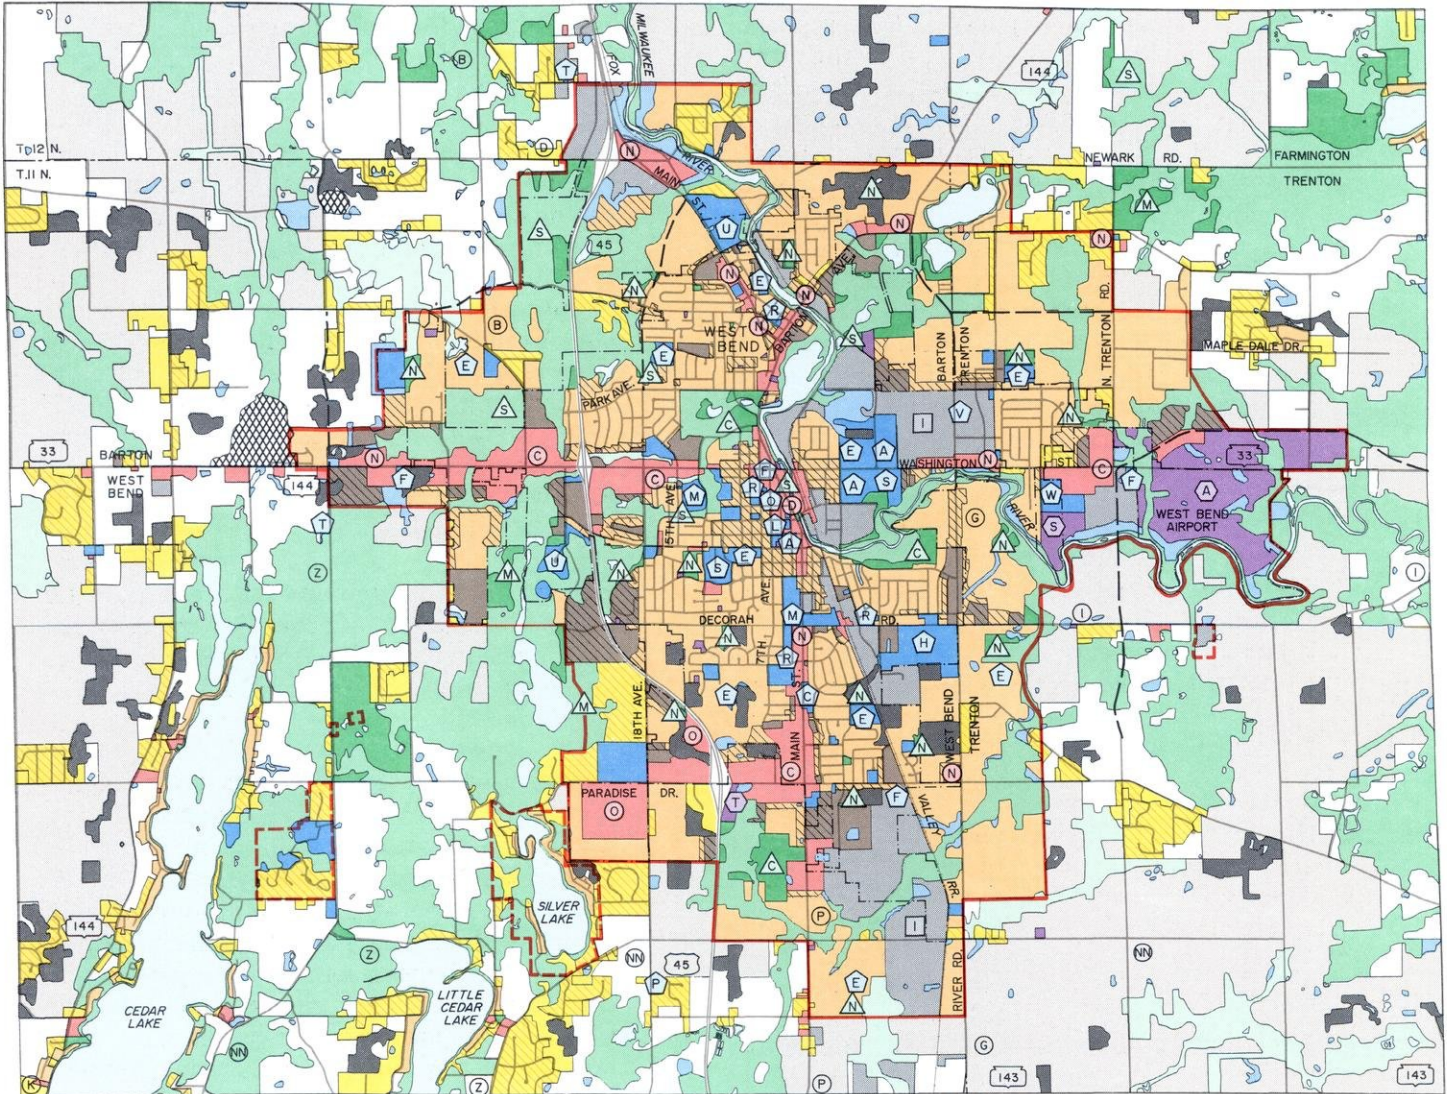 MILWAUKEE
FOX
144
S
B
T
D
T. 12 N.
T. 11 N.
NEWARK RD.
FARMINGTON
TRENTON
N
RIVER
MAIN
ST.
S
45
U
N
N
M
N
N
N
E
N
N
AVE.
R
N
BARTON
B
WEST
BEND
N
S
BARTON
TRENTON
N. TRENTON RD.
MAPLE DALE DR.
N
E
E
S
N
E
S
PARK AVE.
C
I
V
N
33
BARTON
WEST
BEND
144
N
C
C
F
E
A
WASHINGTON
N
ST.
C
33
F
F
T
M
S
5TH AVE.
R
S
O
D
L
A
A
S
W
S
F
A
WEST BEND
AIRPORT
G
RIVER
N
C
Z
M
U
N
N
S
E
AVE.
I
I
DECORAH
RD.
N
7TH
M
N
R
R
H
N
E
ST.
M
18TH AVE.
N
O
E
C
N
E
N
WEST BEND
TRENTON
MAIN
C
N
PARADISE DR.
O
T
N
F
VALLEY
RR.
C
SILVER
LAKE
P
I
144
Z
NN
45
P
NN
E
N
RIVER RD.
CEDAR
LAKE
LITTLE
CEDAR
LAKE
NN
G
K
Z
P
143
143